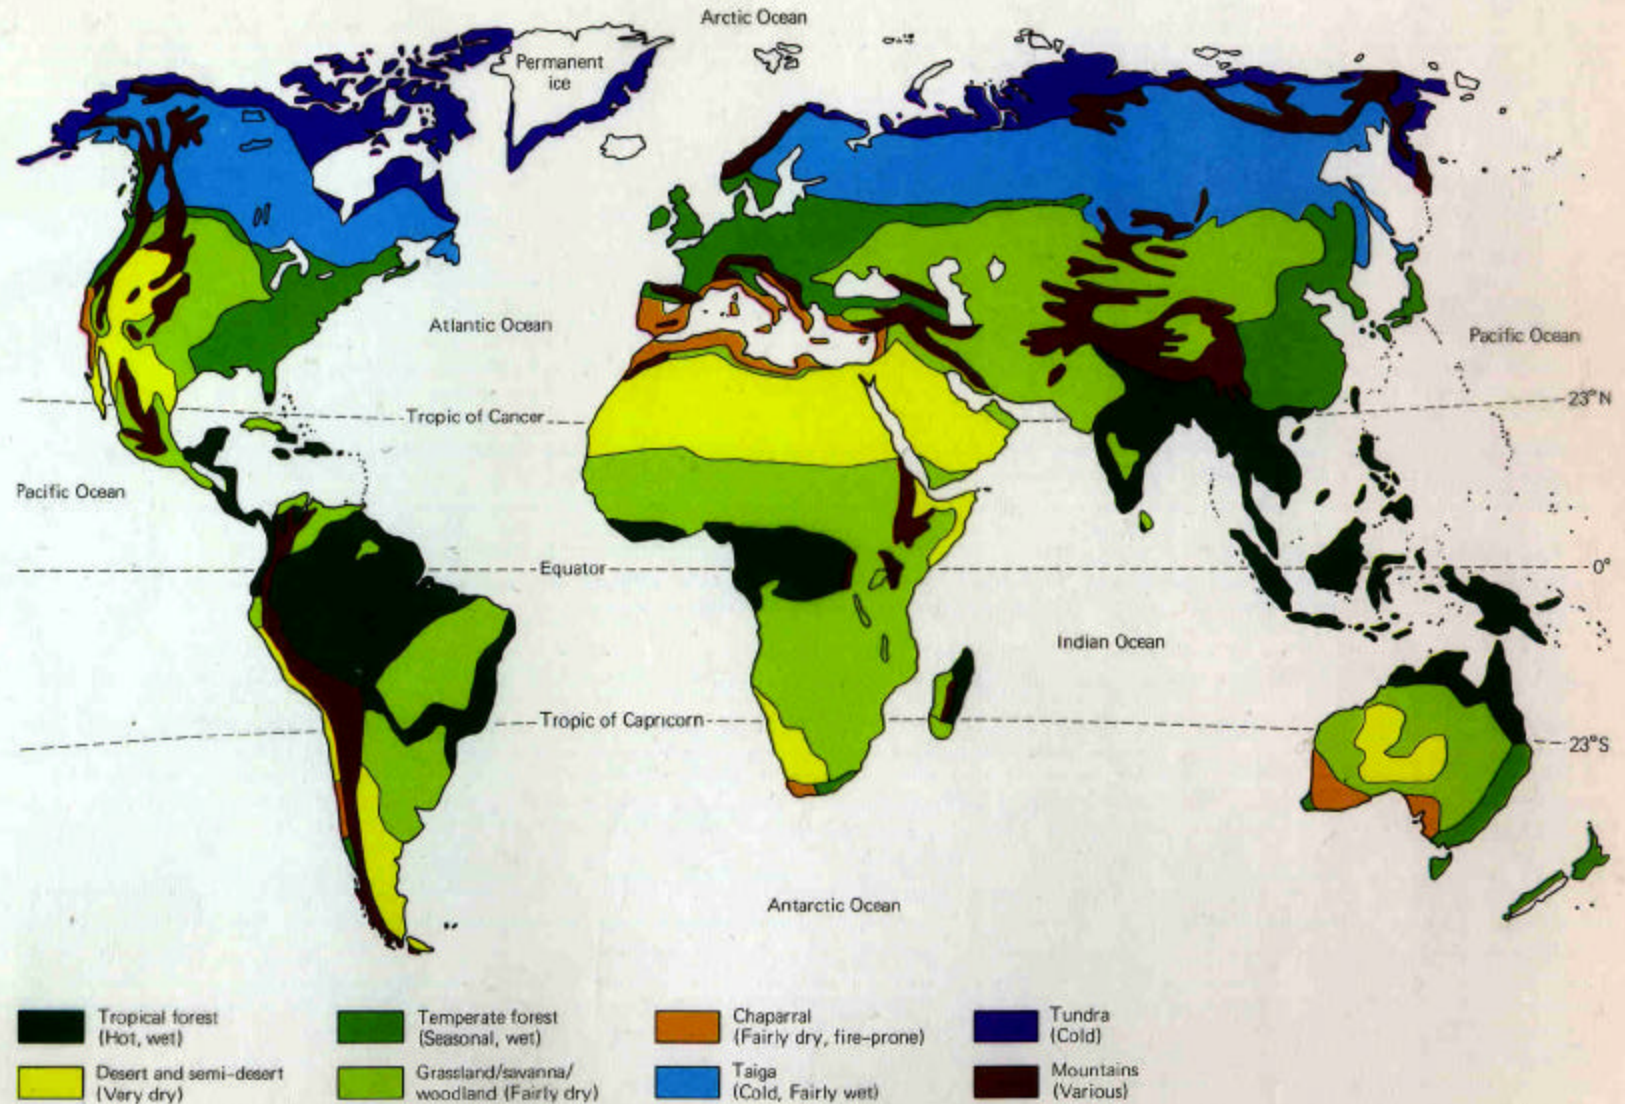 Arctic Ocean
Permanent
ice
Atlantic Ocean
Pacific Ocean
Tropic of Cancer
23°N
Pacific Ocean
Equator
0°
Indian Ocean
Tropic of Capricorn
23°S
Antarctic Ocean
Tropical forest
(Hot, wet)
Temperate forest
(Seasonal, wet)
Chaparral
(Fairly dry, fire-prone)
Tundra
(Cold)
Desert and semi-desert
(Very dry)
Grassland/savanna/
woodland (Fairly dry)
Taiga
(Cold, Fairly wet)
Mountains
(Various)